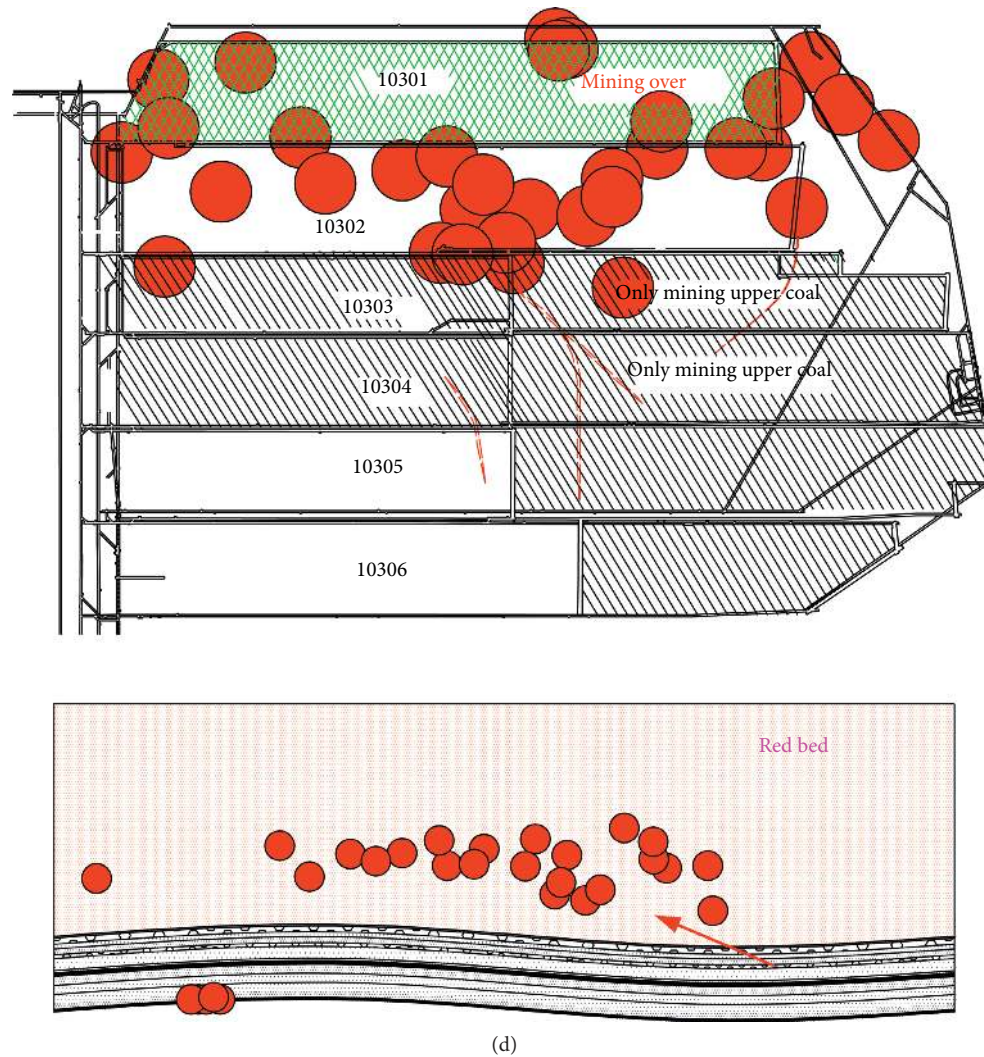 10301
Mining over
10302
10303
Only mining upper coal
10304
Only mining upper coal
10305
10306
Red bed
(d)